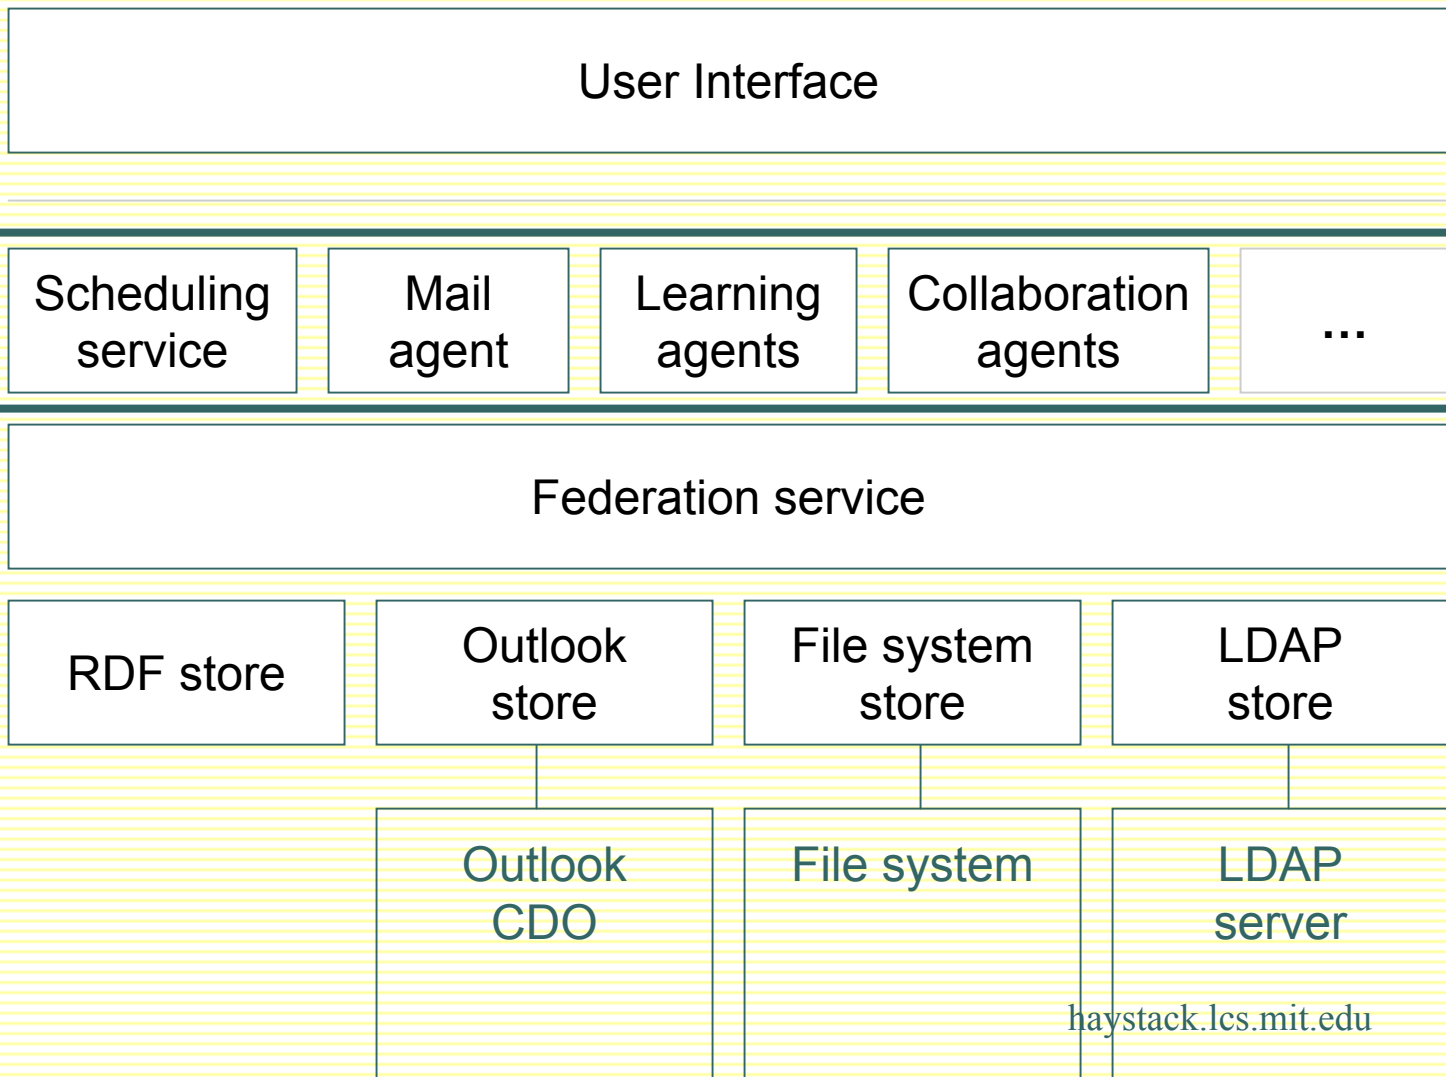 User Interface
Scheduling
service
Mail
agent
Learning
agents
Collaboration
agents
...
Federation service
RDF store
Outlook
store
File system
store
LDAP
store
Outlook
CDO
File system
LDAP
server
haystack.lcs.mit.edu